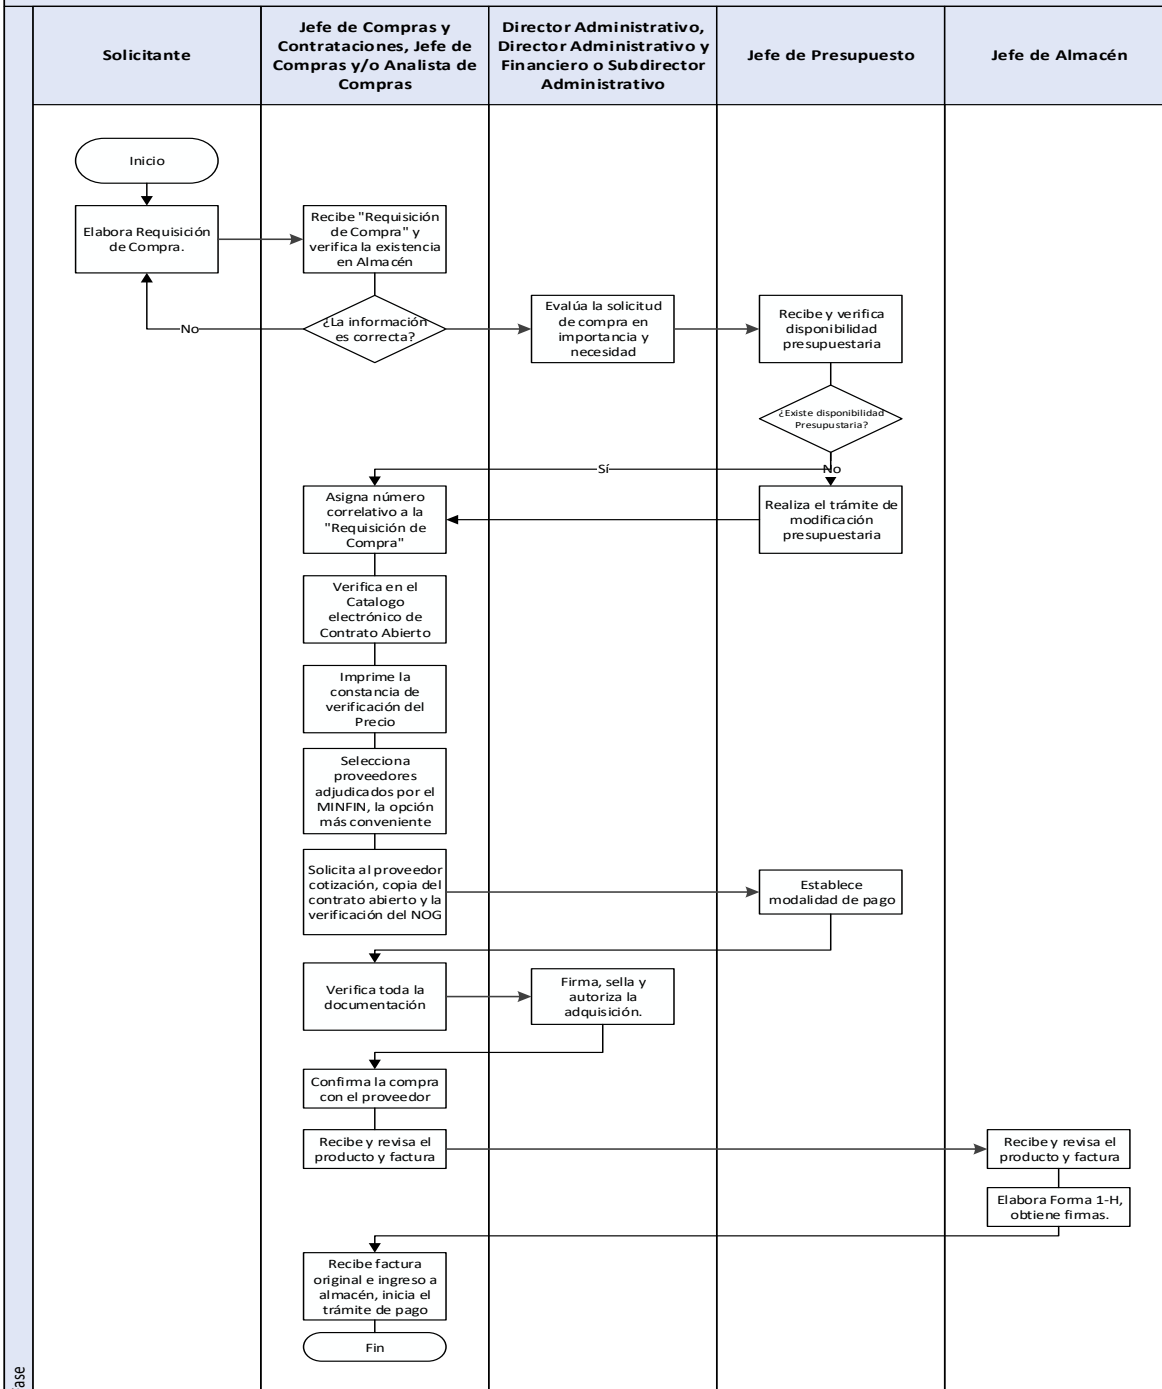 Solicitante
Jefe de Compras y
Contrataciones, Jefe de
Compras y/o Analista de
Compras
Director Administrativo,
Director Administrativo y
Financiero o Subdirector
Administrativo
Jefe de Presupuesto
Jefe de Almacén
Inicio
Elabora Requisición
de Compra.
Recibe "Requisición
de Compra" y
verifica la existencia
en Almacén
¿La información
es correcta?
No
Evalúa la solicitud
de compra en
importancia y
necesidad
Recibe y verifica
disponibilidad
presupuestaria
¿Existe disponibilidad
Presupustaria?
Sí
No
Asigna número
correlativo a la
"Requisición de
Compra"
Realiza el trámite de
modificación
presupuestaria
Verifica en el
Catalogo
electrónico de
Contrato Abierto
Imprime la
constancia de
verificación del
Precio
Selecciona
proveedores
adjudicados por el
MINFIN, la opción
más conveniente
Solicita al proveedor
cotización, copia del
contrato abierto y la
verificación del NOG
Establece
modalidad de pago
Verifica toda la
documentación
Firma, sella y
autoriza la
adquisición.
Confirma la compra
con el proveedor
Recibe y revisa el
producto y factura
Recibe y revisa el
producto y factura
Elabora Forma 1-H,
obtiene firmas.
Recibe factura
original e ingreso a
almacén, inicia el
trámite de pago
Fin